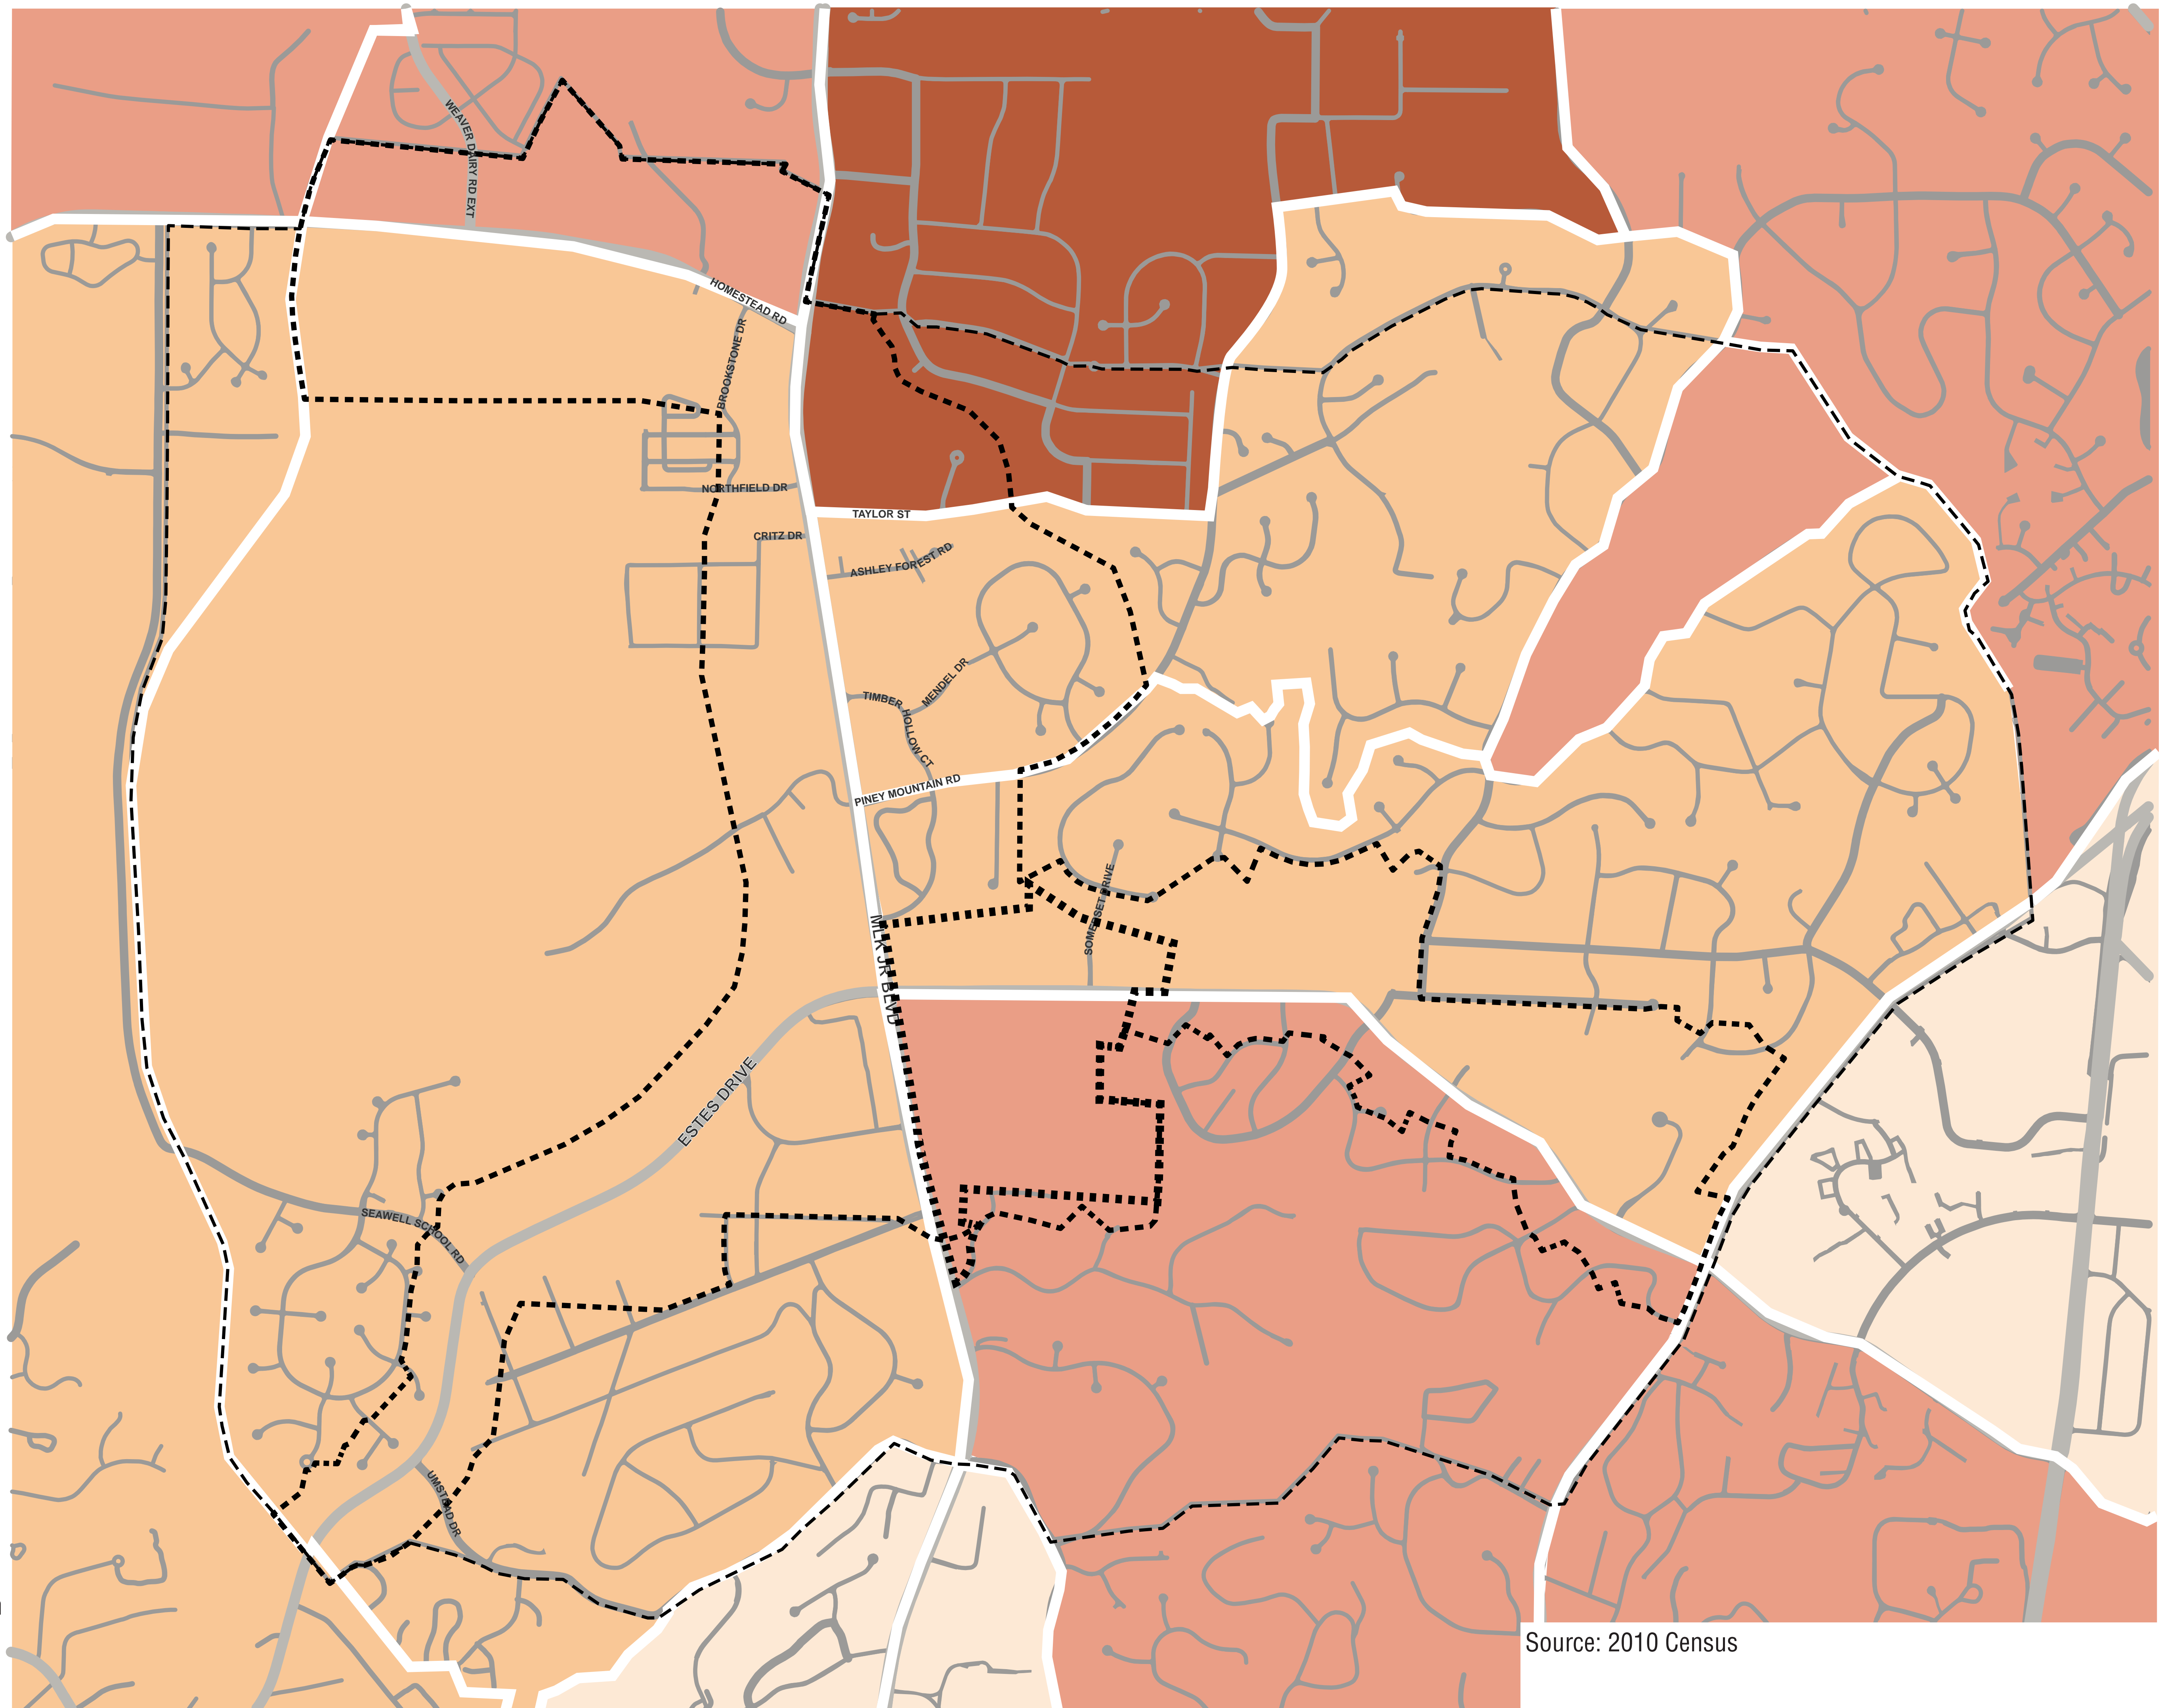 WEAVER DAIRY RD EXT
HOMESTEAD RD
BROOKSTONE DR
NORTHFIELD DR
TAYLOR ST
CRITZ DR
ASHLEY FOREST RD
MENDEL DR
TIMBER HOLLOW CT
PINEY MOUNTAIN RD
SOMERSET DRIVE
MLK JR BLVD
ESTES DRIVE
SEAWELL SCHOOL RD
UMSTEAD DR
Source: 2010 Census